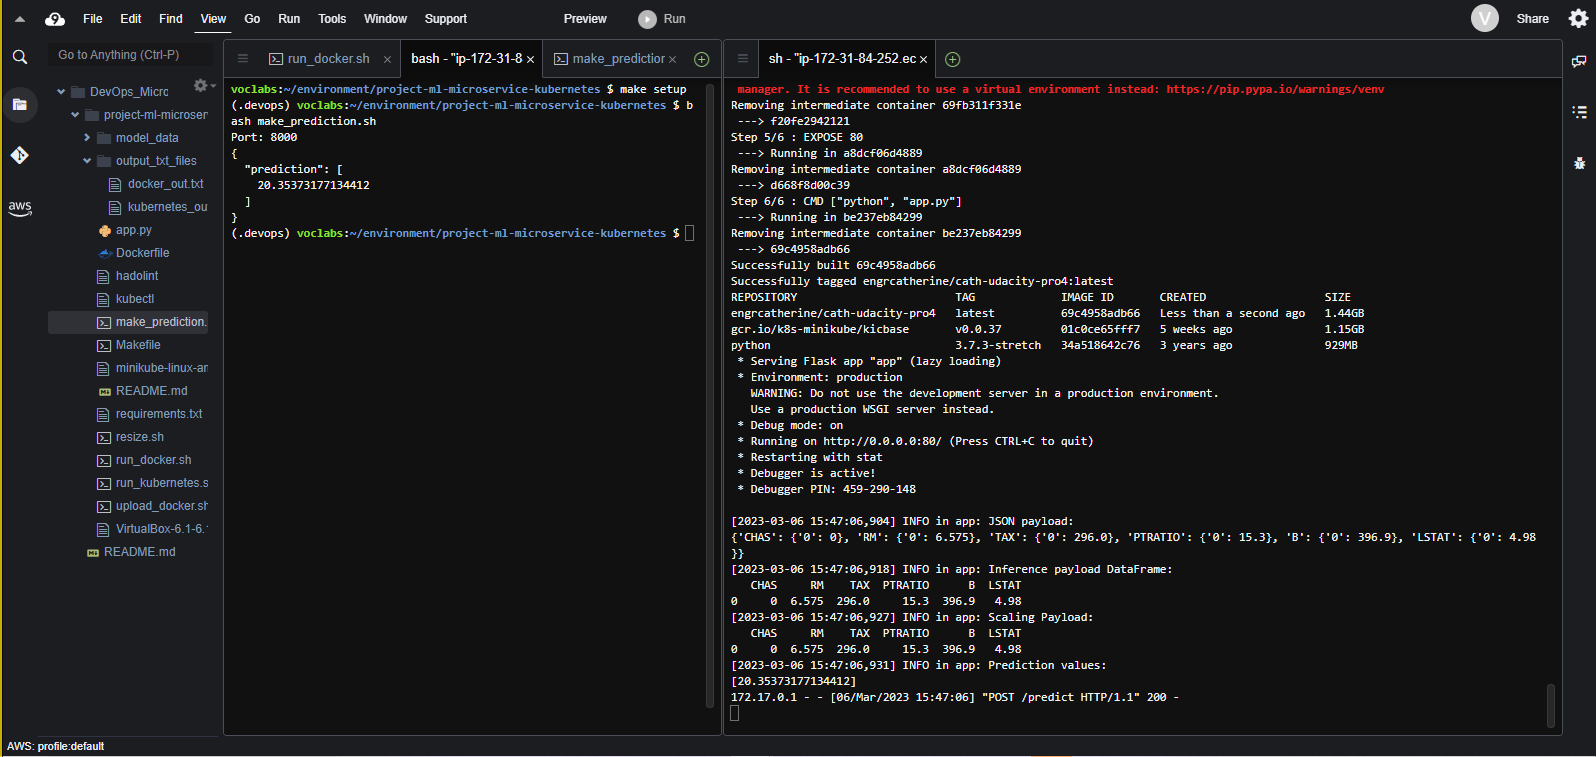 File Edit Find View Go Run Tools Window Support Preview Run V Share
Go to Anything (Ctrl-P)
DevOps_Micro
project-ml-microser
model_data
output_txt_files
docker_out.txt
kubernetes_ou
app.py
Dockerfile
hadolint
kubectl
make_prediction.
Makefile
minikube-linux-am
README.md
requirements.txt
resize.sh
run_docker.sh
run_kubernetes.s
upload_docker.sh
VirtualBox-6.1-6.1
README.md
aws
AWS: profile:default
run_docker.sh × bash - "ip-172-31-8 × make_prediction ×
voclabs:~/environment/project-ml-microservice-kubernetes $ make setup
(.devops) voclabs:~/environment/project-ml-microservice-kubernetes $ b
ash make_prediction.sh
Port: 8000
{
  "prediction": [
    20.35373177134412
  ]
}
(.devops) voclabs:~/environment/project-ml-microservice-kubernetes $
sh - "ip-172-31-84-252.ec ×
manager. It is recommended to use a virtual environment instead: https://pip.pypa.io/warnings/venv
Removing intermediate container 69fb311f331e
 ---> f20fe2942121
Step 5/6 : EXPOSE 80
 ---> Running in a8dcf06d4889
Removing intermediate container a8dcf06d4889
 ---> d668f8d00c39
Step 6/6 : CMD ["python", "app.py"]
 ---> Running in be237eb84299
Removing intermediate container be237eb84299
 ---> 69c4958adb66
Successfully built 69c4958adb66
Successfully tagged engrcatherine/cath-udacity-pro4:latest
REPOSITORY TAG IMAGE ID CREATED SIZE
engrcatherine/cath-udacity-pro4 latest 69c4958adb66 Less than a second ago 1.44GB
gcr.io/k8s-minikube/kicbase v0.0.37 01c0ce65fff7 5 weeks ago 1.15GB
python 3.7.3-stretch 34a518642c76 3 years ago 929MB
 * Serving Flask app "app" (lazy loading)
 * Environment: production
   WARNING: Do not use the development server in a production environment.
   Use a production WSGI server instead.
 * Debug mode: on
 * Running on http://0.0.0.0:80/ (Press CTRL+C to quit)
 * Restarting with stat
 * Debugger is active!
 * Debugger PIN: 459-290-148
[2023-03-06 15:47:06,904] INFO in app: JSON payload:
{'CHAS': {'0': 0}, 'RM': {'0': 6.575}, 'TAX': {'0': 296.0}, 'PTRATIO': {'0': 15.3}, 'B': {'0': 396.9}, 'LSTAT': {'0': 4.98
}}
[2023-03-06 15:47:06,918] INFO in app: Inference payload DataFrame:
   CHAS RM TAX PTRATIO B LSTAT
0 0 6.575 296.0 15.3 396.9 4.98
[2023-03-06 15:47:06,927] INFO in app: Scaling Payload:
   CHAS RM TAX PTRATIO B LSTAT
0 0 6.575 296.0 15.3 396.9 4.98
[2023-03-06 15:47:06,931] INFO in app: Prediction values:
[20.35373177134412]
172.17.0.1 - - [06/Mar/2023 15:47:06] "POST /predict HTTP/1.1" 200 -